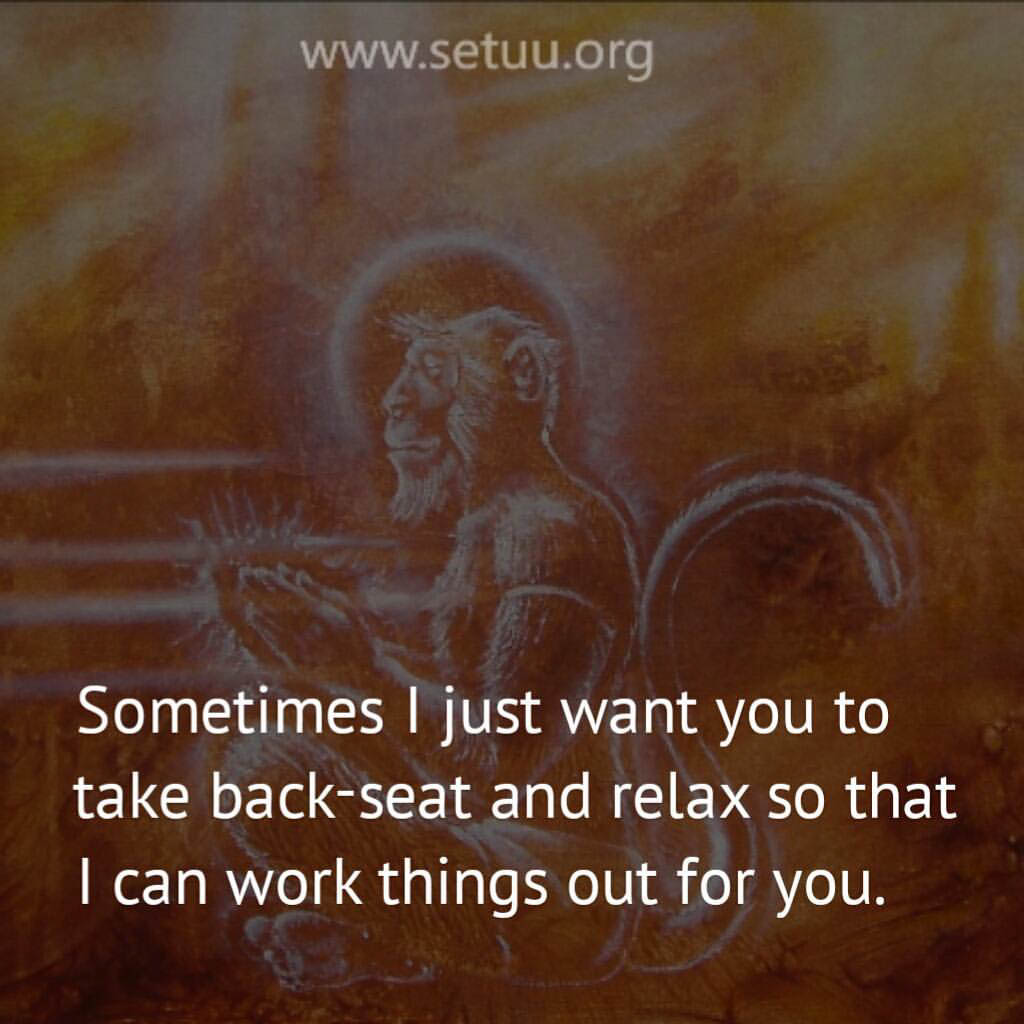 www.setuu.org
Sometimes I just want you to
take back-seat and relax so that
I can work things out for you.